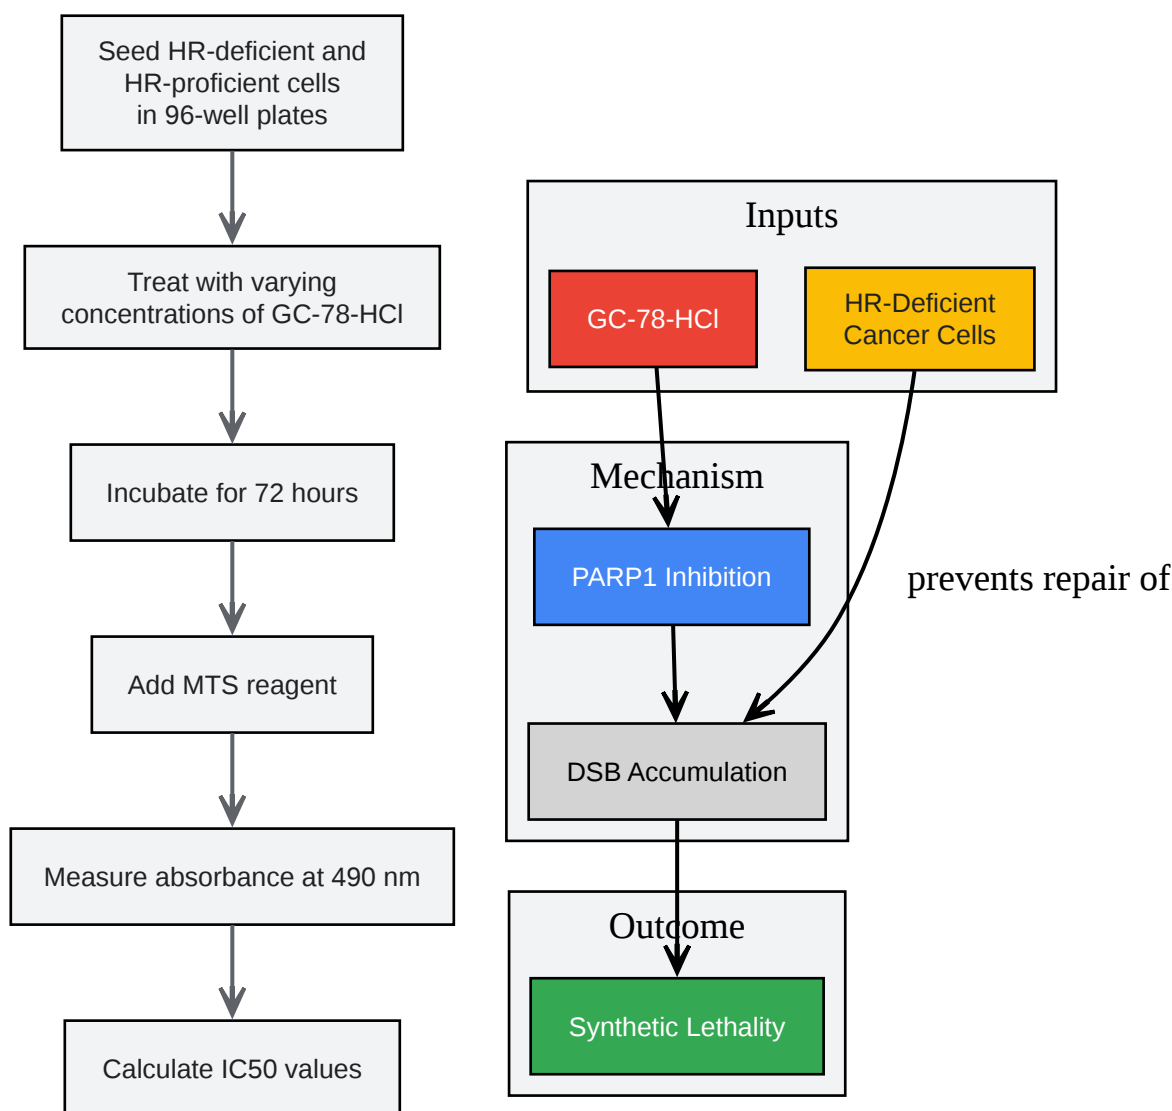 Seed HR-deficient and
HR-proficient cells
in 96-well plates
Treat with varying
concentrations of GC-78-HCl
Incubate for 72 hours
Add MTS reagent
Measure absorbance at 490 nm
Calculate IC50 values
Inputs
GC-78-HCl
HR-Deficient
Cancer Cells
Mechanism
PARP1 Inhibition
prevents repair of
DSB Accumulation
Outcome
Synthetic Lethality